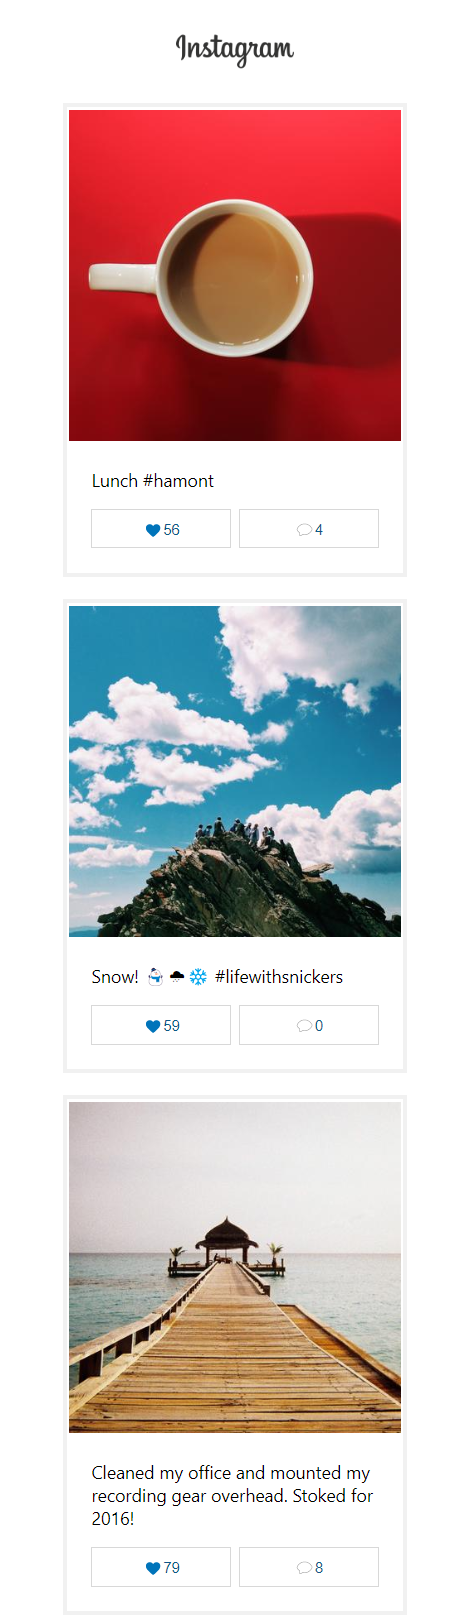 Instagram
Lunch #hamont
56
4
Snow! ⛄🌧❄ #lifewithsnickers
59
0
Cleaned my office and mounted my
recording gear overhead. Stoked for
2016!
79
8